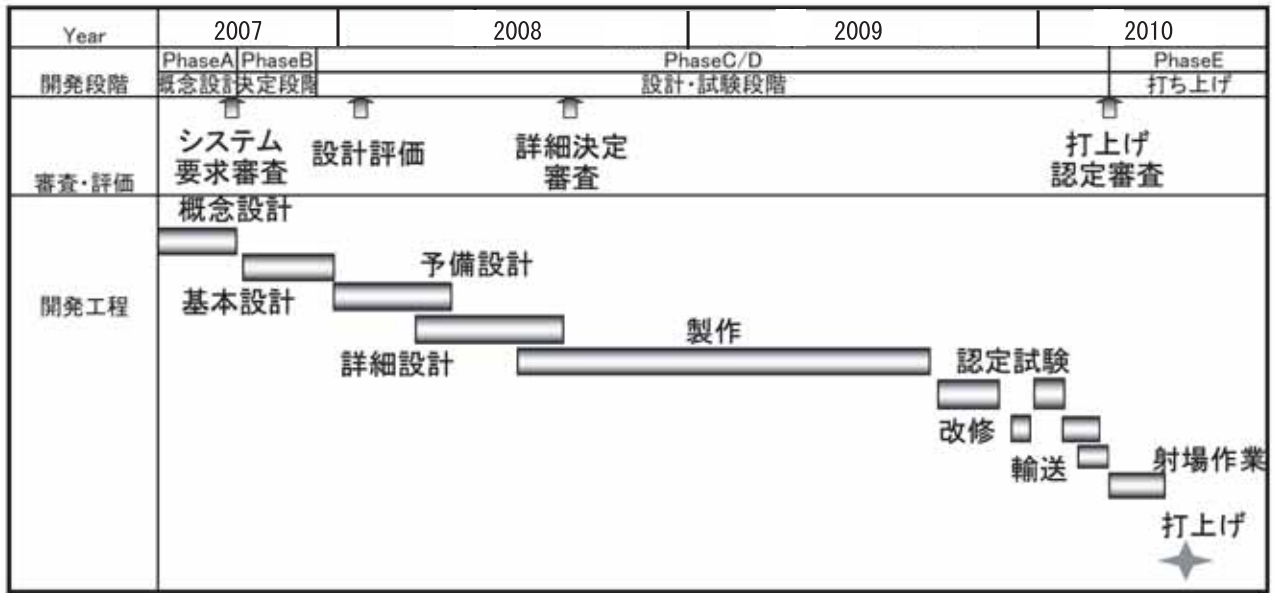 Year 2007 2008 2009 2010
PhaseA PhaseB PhaseC/D PhaseE
開発段階 概念設計 決定段階 設計・試験段階 打ち上げ
システム
要求審査
設計評価
詳細決定
審査
打上げ
認定審査
審査・評価
概念設計
予備設計
基本設計
開発工程
製作
詳細設計
認定試験
改修
輸送
射場作業
打上げ